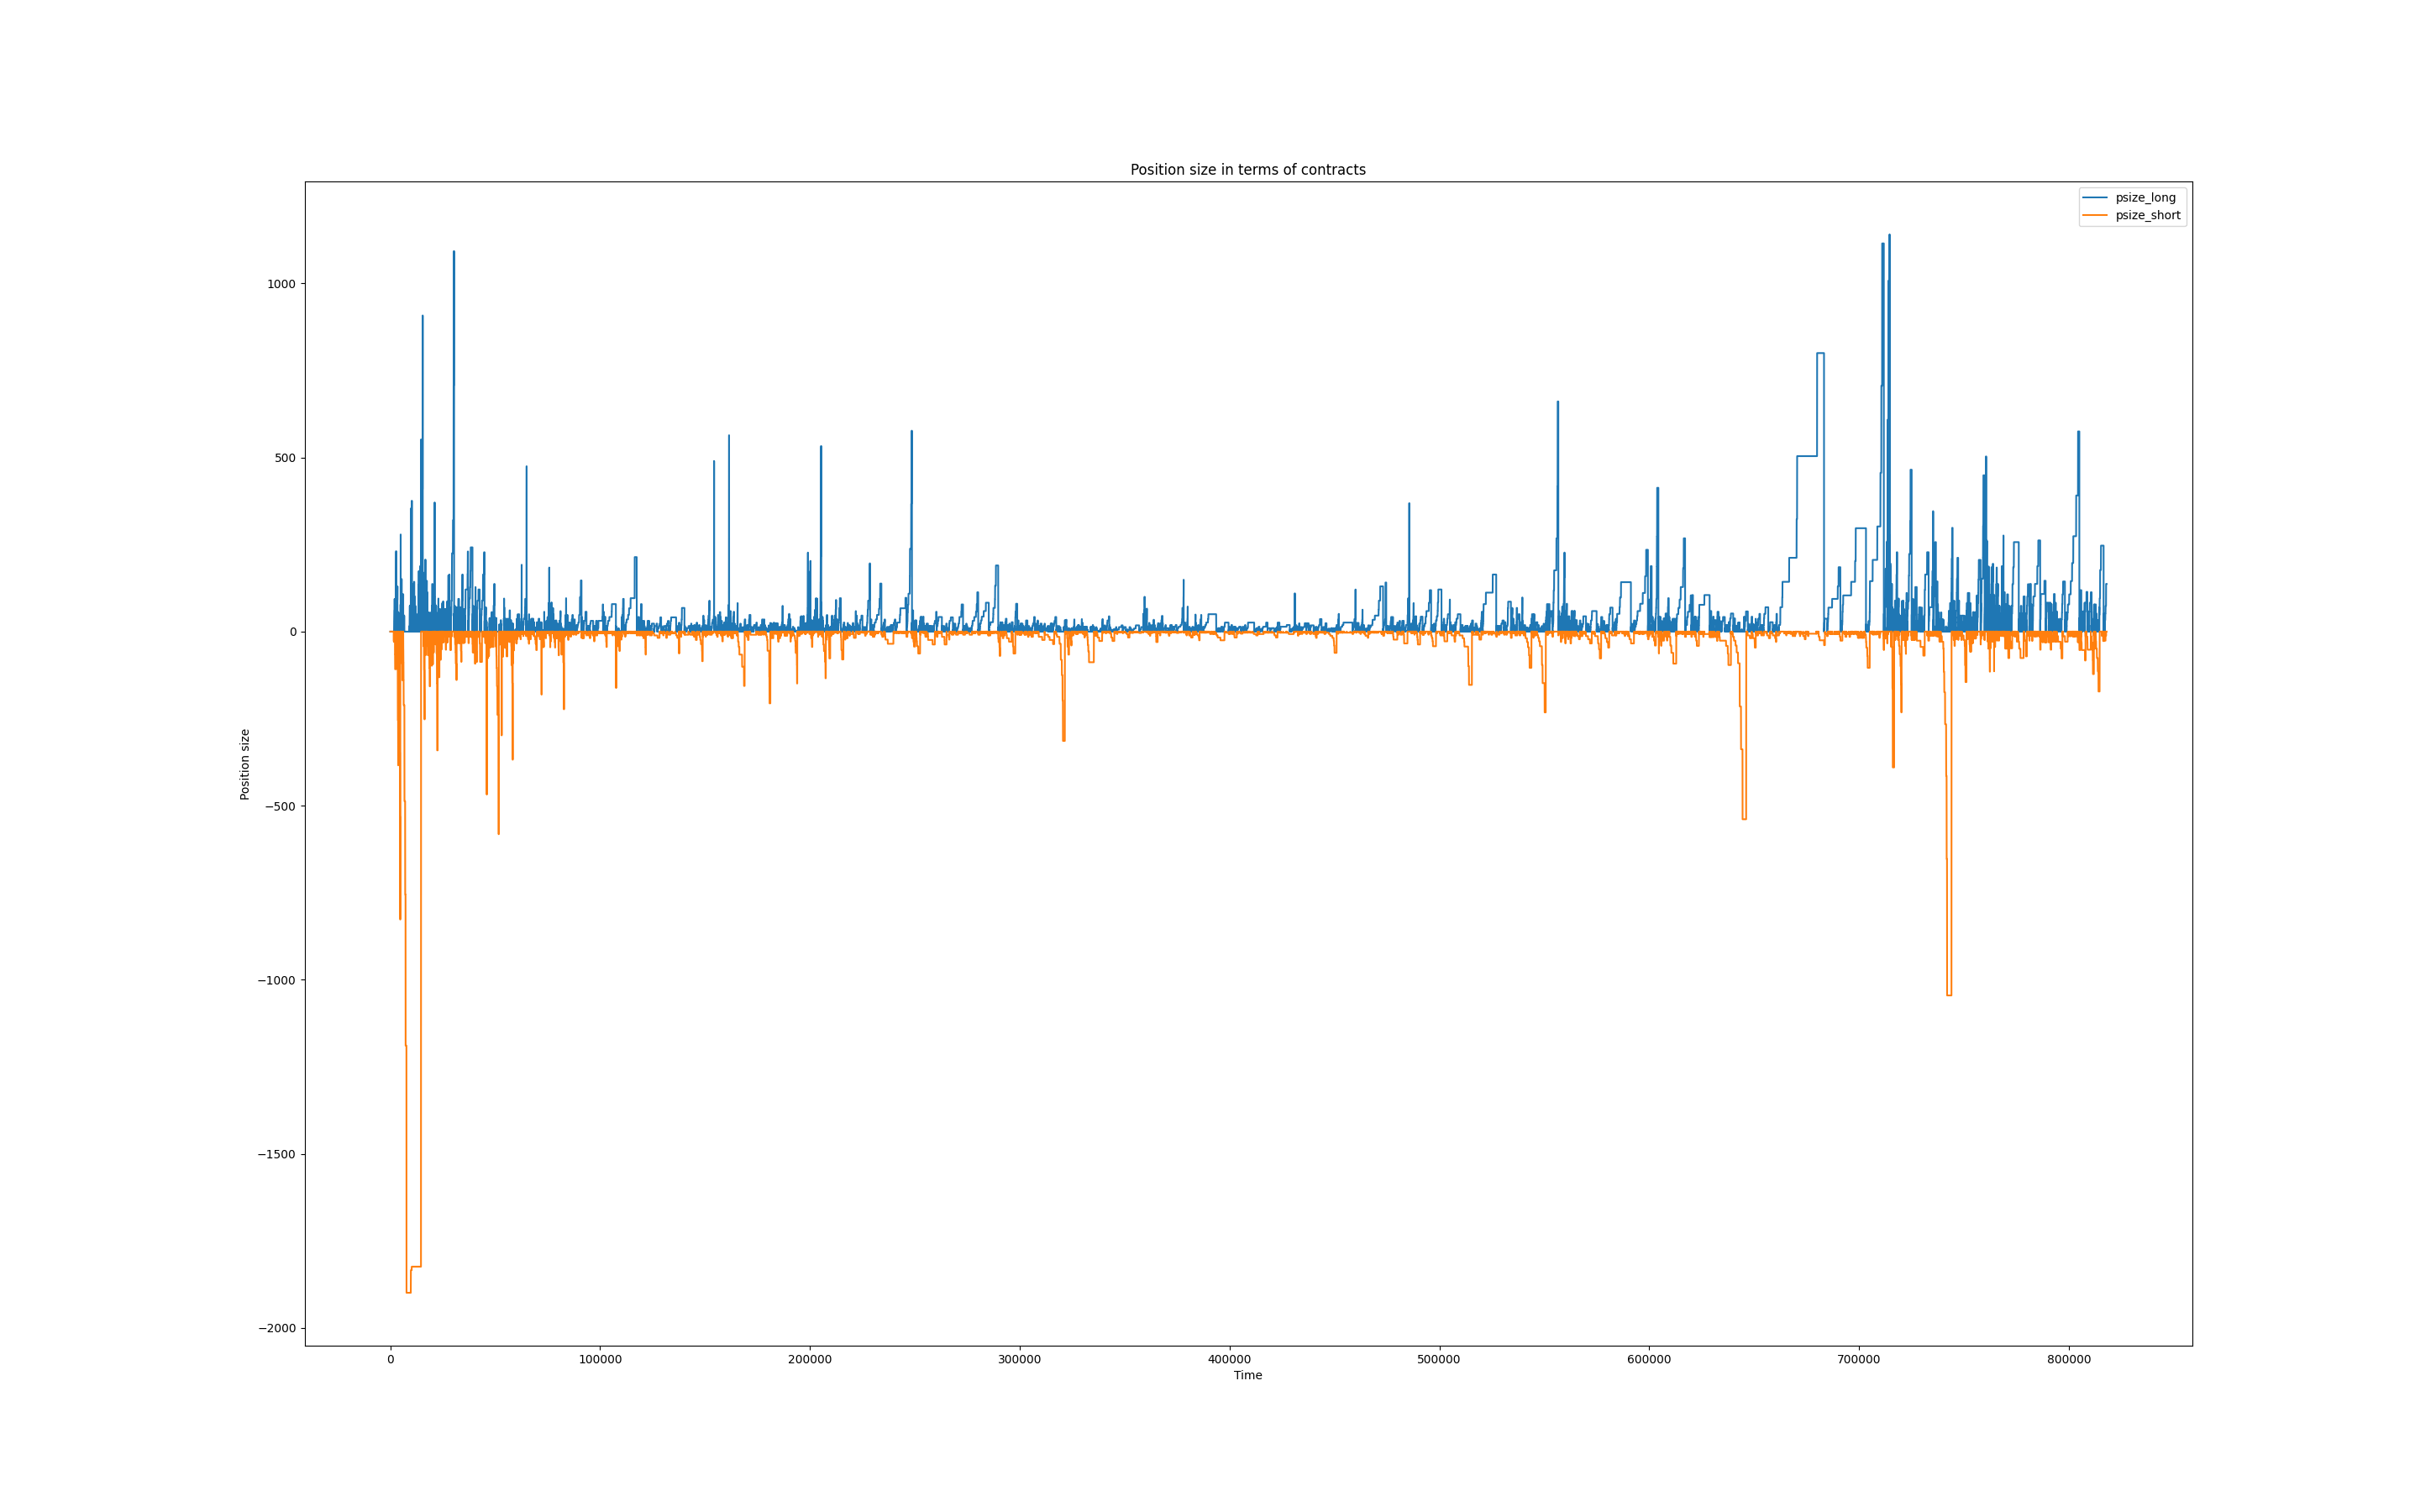 Position size in terms of contracts
psize_long
psize_short
1000
500
0
−500
−1000
−1500
−2000
Position size
0 100000 200000 300000 400000 500000 600000 700000 800000
Time